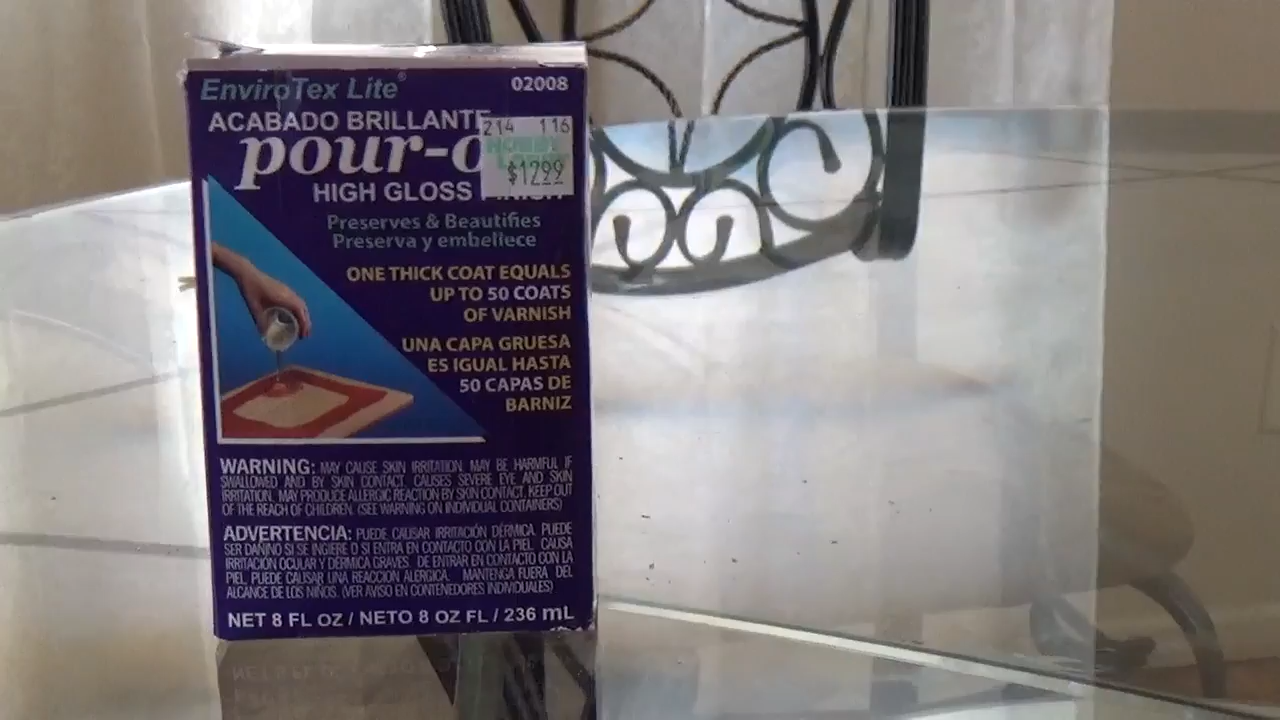 EnviroTex Lite® 02008
ACABADO BRILLANTE
214 116
HOBBY
pour-o
$1299
HIGH GLOSS FINISH
Preserves & Beautifies
Preserva y embellece
ONE THICK COAT EQUALS
UP TO 50 COATS
OF VARNISH
UNA CAPA GRUESA
ES IGUAL HASTA
50 CAPAS DE
BARNIZ
WARNING: MAY CAUSE SKIN IRRITATION. MAY BE HARMFUL IF
SWALLOWED AND BY SKIN CONTACT. CAUSES SEVERE EYE AND SKIN
IRRITATION. MAY PRODUCE ALLERGIC REACTION BY SKIN CONTACT. KEEP OUT
OF THE REACH OF CHILDREN. (SEE WARNING ON INDIVIDUAL CONTAINERS)
ADVERTENCIA: PUEDE CAUSAR IRRITACIÓN DÉRMICA. PUEDE
SER DAÑINO SI SE INGIERE O SI ENTRA EN CONTACTO CON LA PIEL. CAUSA
IRRITACIÓN OCULAR Y DÉRMICA GRAVES. DE ENTRAR EN CONTACTO CON LA
PIEL, PUEDE CAUSAR UNA REACCION ALERGICA. MANTENGA FUERA DEL
ALCANCE DE LOS NIÑOS. (VER AVISO EN CONTENEDORES INDIVIDUALES)
NET 8 FL OZ / NETO 8 OZ FL / 236 mL